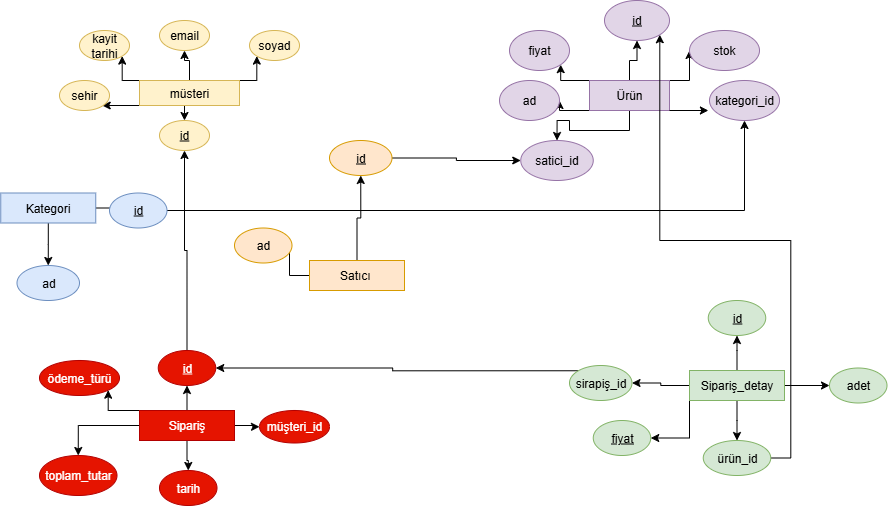 kayit
tarihi
email
soyad
sehir
müsteri
id
id
fiyat
stok
ad
Ürün
kategori_id
satici_id
id
Kategori
id
ad
ad
Satıcı
id
ödeme_türü
Sipariş
müşteri_id
toplam_tutar
tarih
id
sirapiş_id
Sipariş_detay
adet
fiyat
ürün_id